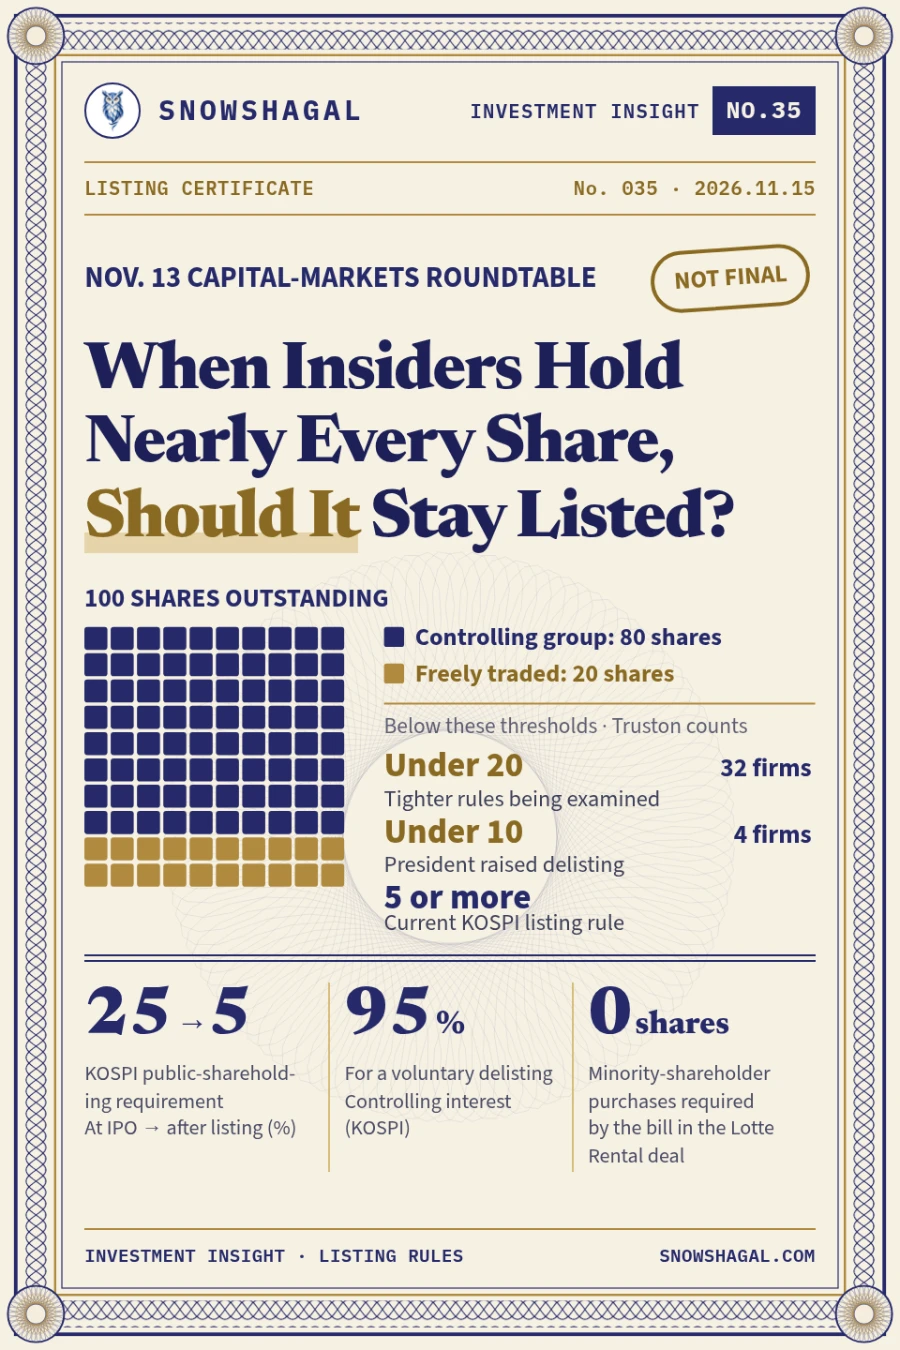 SNOWSHAGAL
INVESTMENT INSIGHT NO.35
LISTING CERTIFICATE
No. 035 · 2026.11.15
NOV. 13 CAPITAL-MARKETS ROUNDTABLE
NOT FINAL
When Insiders Hold
Nearly Every Share,
Should It Stay Listed?
100 SHARES OUTSTANDING
Controlling group: 80 shares
Freely traded: 20 shares
Below these thresholds · Truston counts
Under 20 32 firms
Tighter rules being examined
Under 10 4 firms
President raised delisting
5 or more
Current KOSPI listing rule
25→5
KOSPI public-sharehold-
ing requirement
At IPO → after listing (%)
95%
For a voluntary delisting
Controlling interest
(KOSPI)
0 shares
Minority-shareholder
purchases required
by the bill in the Lotte
Rental deal
INVESTMENT INSIGHT · LISTING RULES
SNOWSHAGAL.COM